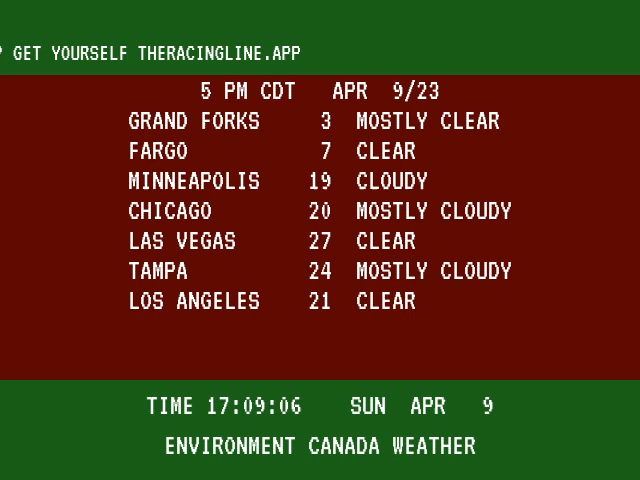 GET YOURSELF THERACINGLINE.APP
5 PM CDT APR 9/23
GRAND FORKS 3 MOSTLY CLEAR
FARGO 7 CLEAR
MINNEAPOLIS 19 CLOUDY
CHICAGO 20 MOSTLY CLOUDY
LAS VEGAS 27 CLEAR
TAMPA 24 MOSTLY CLOUDY
LOS ANGELES 21 CLEAR
TIME 17:09:06 SUN APR 9
ENVIRONMENT CANADA WEATHER